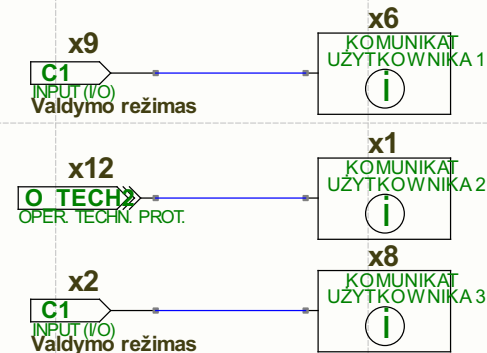 x9
x6
C1
KOMUNIKAT
UŻYTKOWNIKA 1
INPUT (I/O)
i
Valdymo režimas
x12
x1
O_TECH2
KOMUNIKAT
UŻYTKOWNIKA 2
OPER. TECHN. PROT.
i
x2
x8
C1
KOMUNIKAT
UŻYTKOWNIKA 3
INPUT (I/O)
i
Valdymo režimas